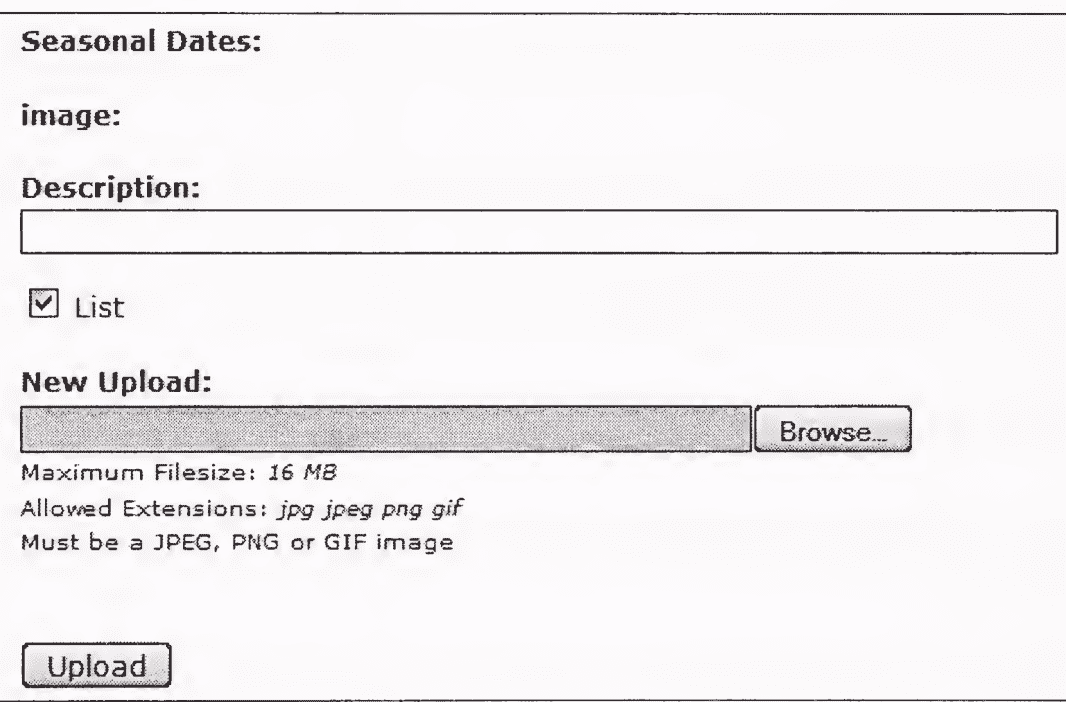 Seasonal Dates:
image:
Description:
List
New Upload:
Browse...
Maximum Filesize: 16 MB
Allowed Extensions: jpg jpeg png gif
Must be a JPEG, PNG or GIF image
Upload